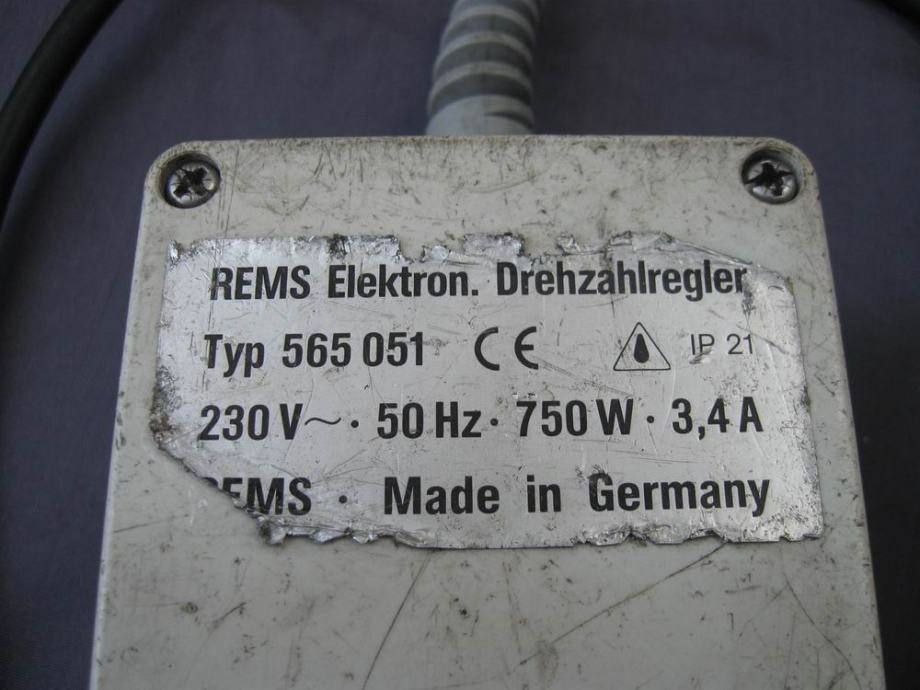 REMS Elektron. Drehzahlregler
Typ 565 051 CE IP 21
230 V~ · 50 Hz · 750 W · 3,4 A
REMS · Made in Germany